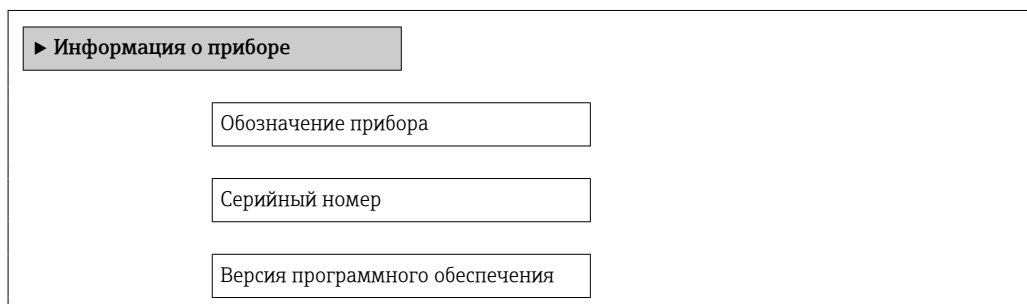 ▶ Информация о приборе
Обозначение прибора
Серийный номер
Версия программного обеспечения